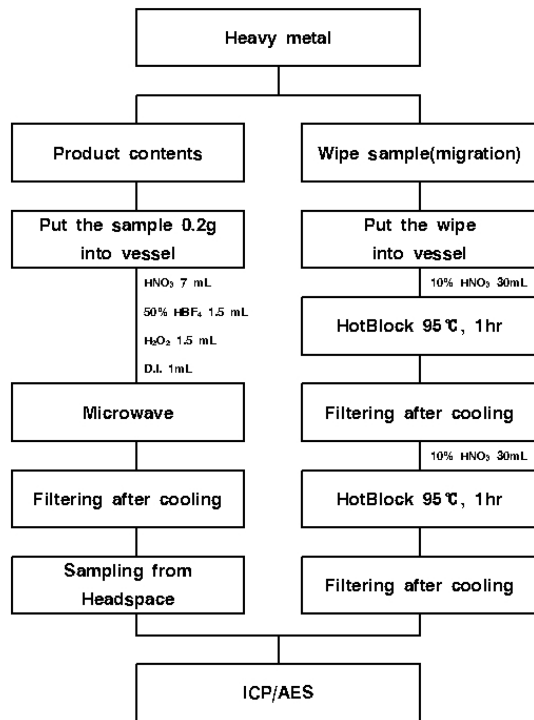 Heavy metal
Product contents
Wipe sample(migration)
Put the sample 0.2g
into vessel
Put the wipe
into vessel
HNO₃ 7 mL
50% HBF₄ 1.5 mL
H₂O₂ 1.5 mL
D.I. 1mL
10% HNO₃ 30mL
HotBlock 95℃, 1hr
Microwave
Filtering after cooling
10% HNO₃ 30mL
Filtering after cooling
HotBlock 95℃, 1hr
Sampling from
Headspace
Filtering after cooling
ICP/AES